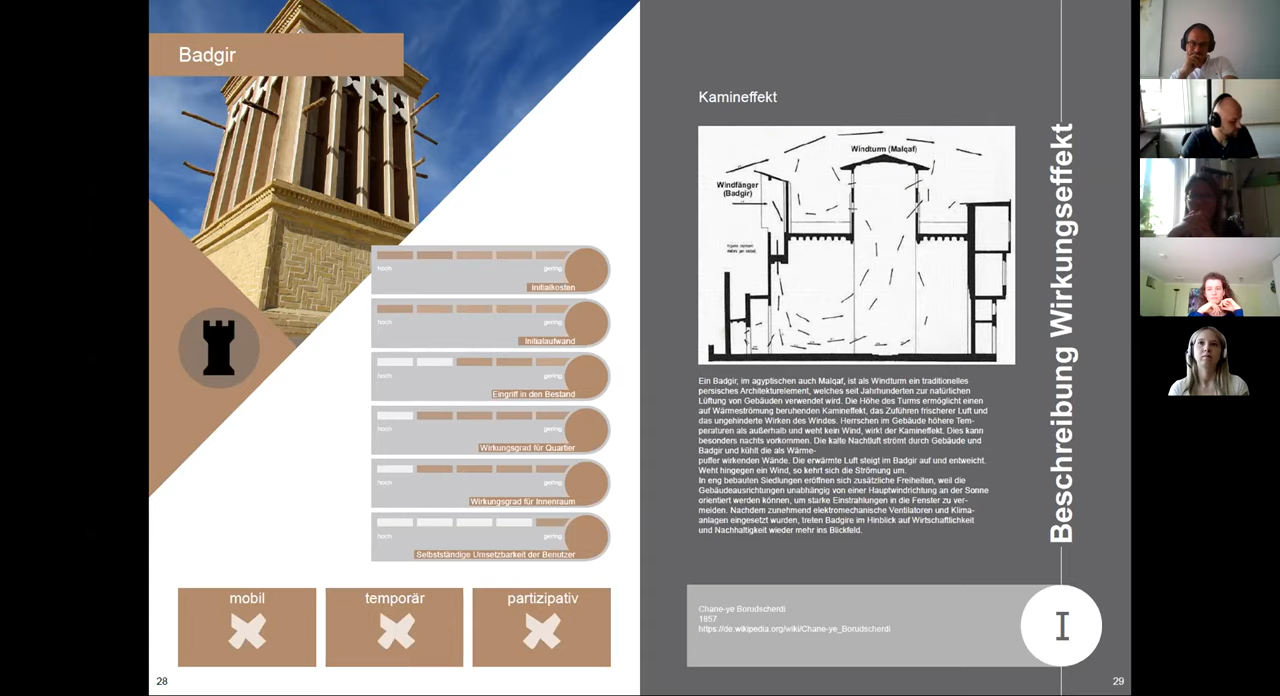 Badgir
hoch
gering
Initialkosten
hoch
gering
Initialaufwand
hoch
gering
Eingriff in den Bestand
hoch
gering
Wirkungsgrad für Quartier
hoch
gering
Wirkungsgrad für Innenraum
hoch
gering
Selbstständige Umsetzbarkeit der Benutzer
mobil
temporär
partizipativ
28
Kamineffekt
Windturm (Malqaf)
Windfänger
(Badgir)
Ein Badgir, im agyptischen auch Malqaf, ist als Windturm ein traditionelles
persisches Architekturelement, welches seit Jahrhunderten zur natürlichen
Lüftung von Gebäuden verwendet wird. Die Höhe des Turms ermöglicht einen
auf Wärmeströmung beruhenden Kamineffekt, das Zuführen frischerer Luft und
das ungehinderte Wirken des Windes. Herrschen im Gebäude höhere Tem-
peraturen als außerhalb und weht kein Wind, wirkt der Kamineffekt. Dies kann
besonders nachts vorkommen. Die kalte Nachtluft strömt durch Gebäude und
Badgir und kühlt die als Wärme-
puffer wirkenden Wände. Die erwärmte Luft steigt im Badgir auf und entweicht.
Weht hingegen ein Wind, so kehrt sich die Strömung um.
In eng bebauten Siedlungen eröffnen sich zusätzliche Freiheiten, weil die
Gebäudeausrichtungen unabhängig von einer Hauptwindrichtung an der Sonne
orientiert werden können, um starke Einstrahlungen in die Fenster zu ver-
meiden. Nachdem zunehmend elektromechanische Ventilatoren und Klima-
anlagen eingesetzt wurden, treten Badgire im Hinblick auf Wirtschaftlichkeit
und Nachhaltigkeit wieder mehr ins Blickfeld.
Beschreibung Wirkungseffekt
Chane-ye Borudscherdi
1857
https://de.wikipedia.org/wiki/Chane-ye_Borudscherdi
I
29